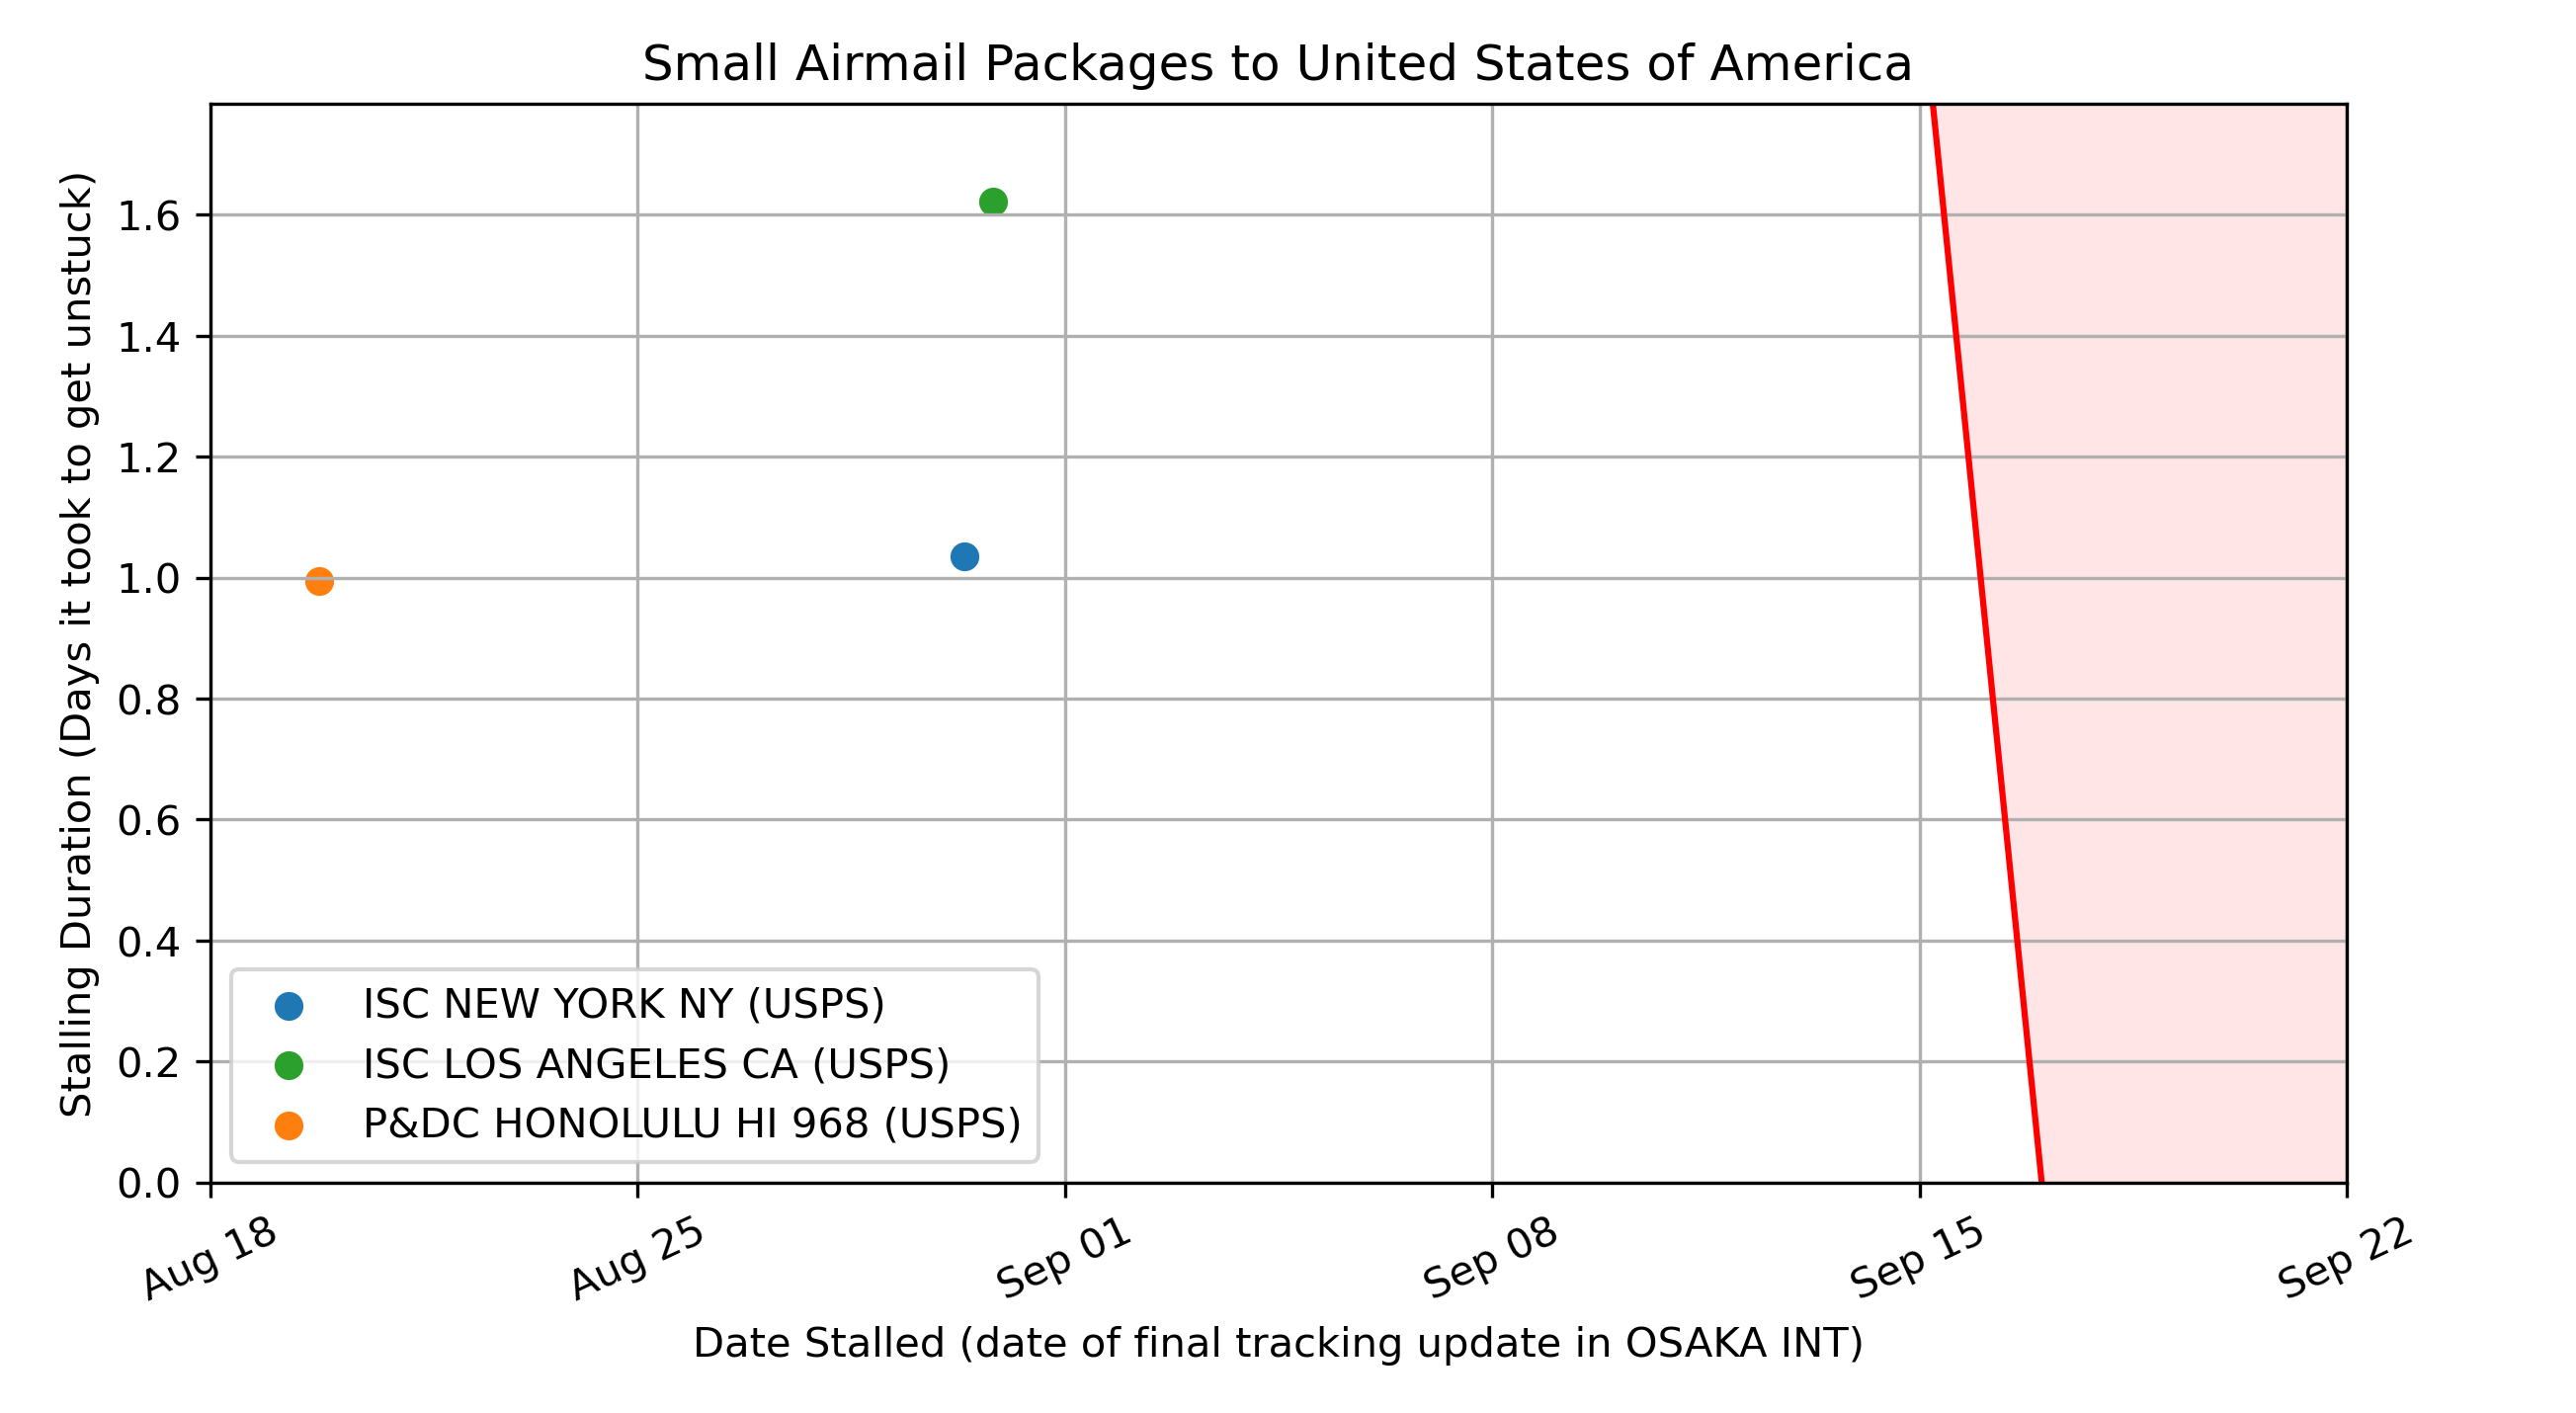 Small Airmail Packages to United States of America
Stalling Duration (Days it took to get unstuck)
1.6
1.4
1.2
1.0
0.8
0.6
0.4
0.2
0.0
ISC NEW YORK NY (USPS)
ISC LOS ANGELES CA (USPS)
P&DC HONOLULU HI 968 (USPS)
Aug 18
Aug 25
Sep 01
Sep 08
Sep 15
Sep 22
Date Stalled (date of final tracking update in OSAKA INT)